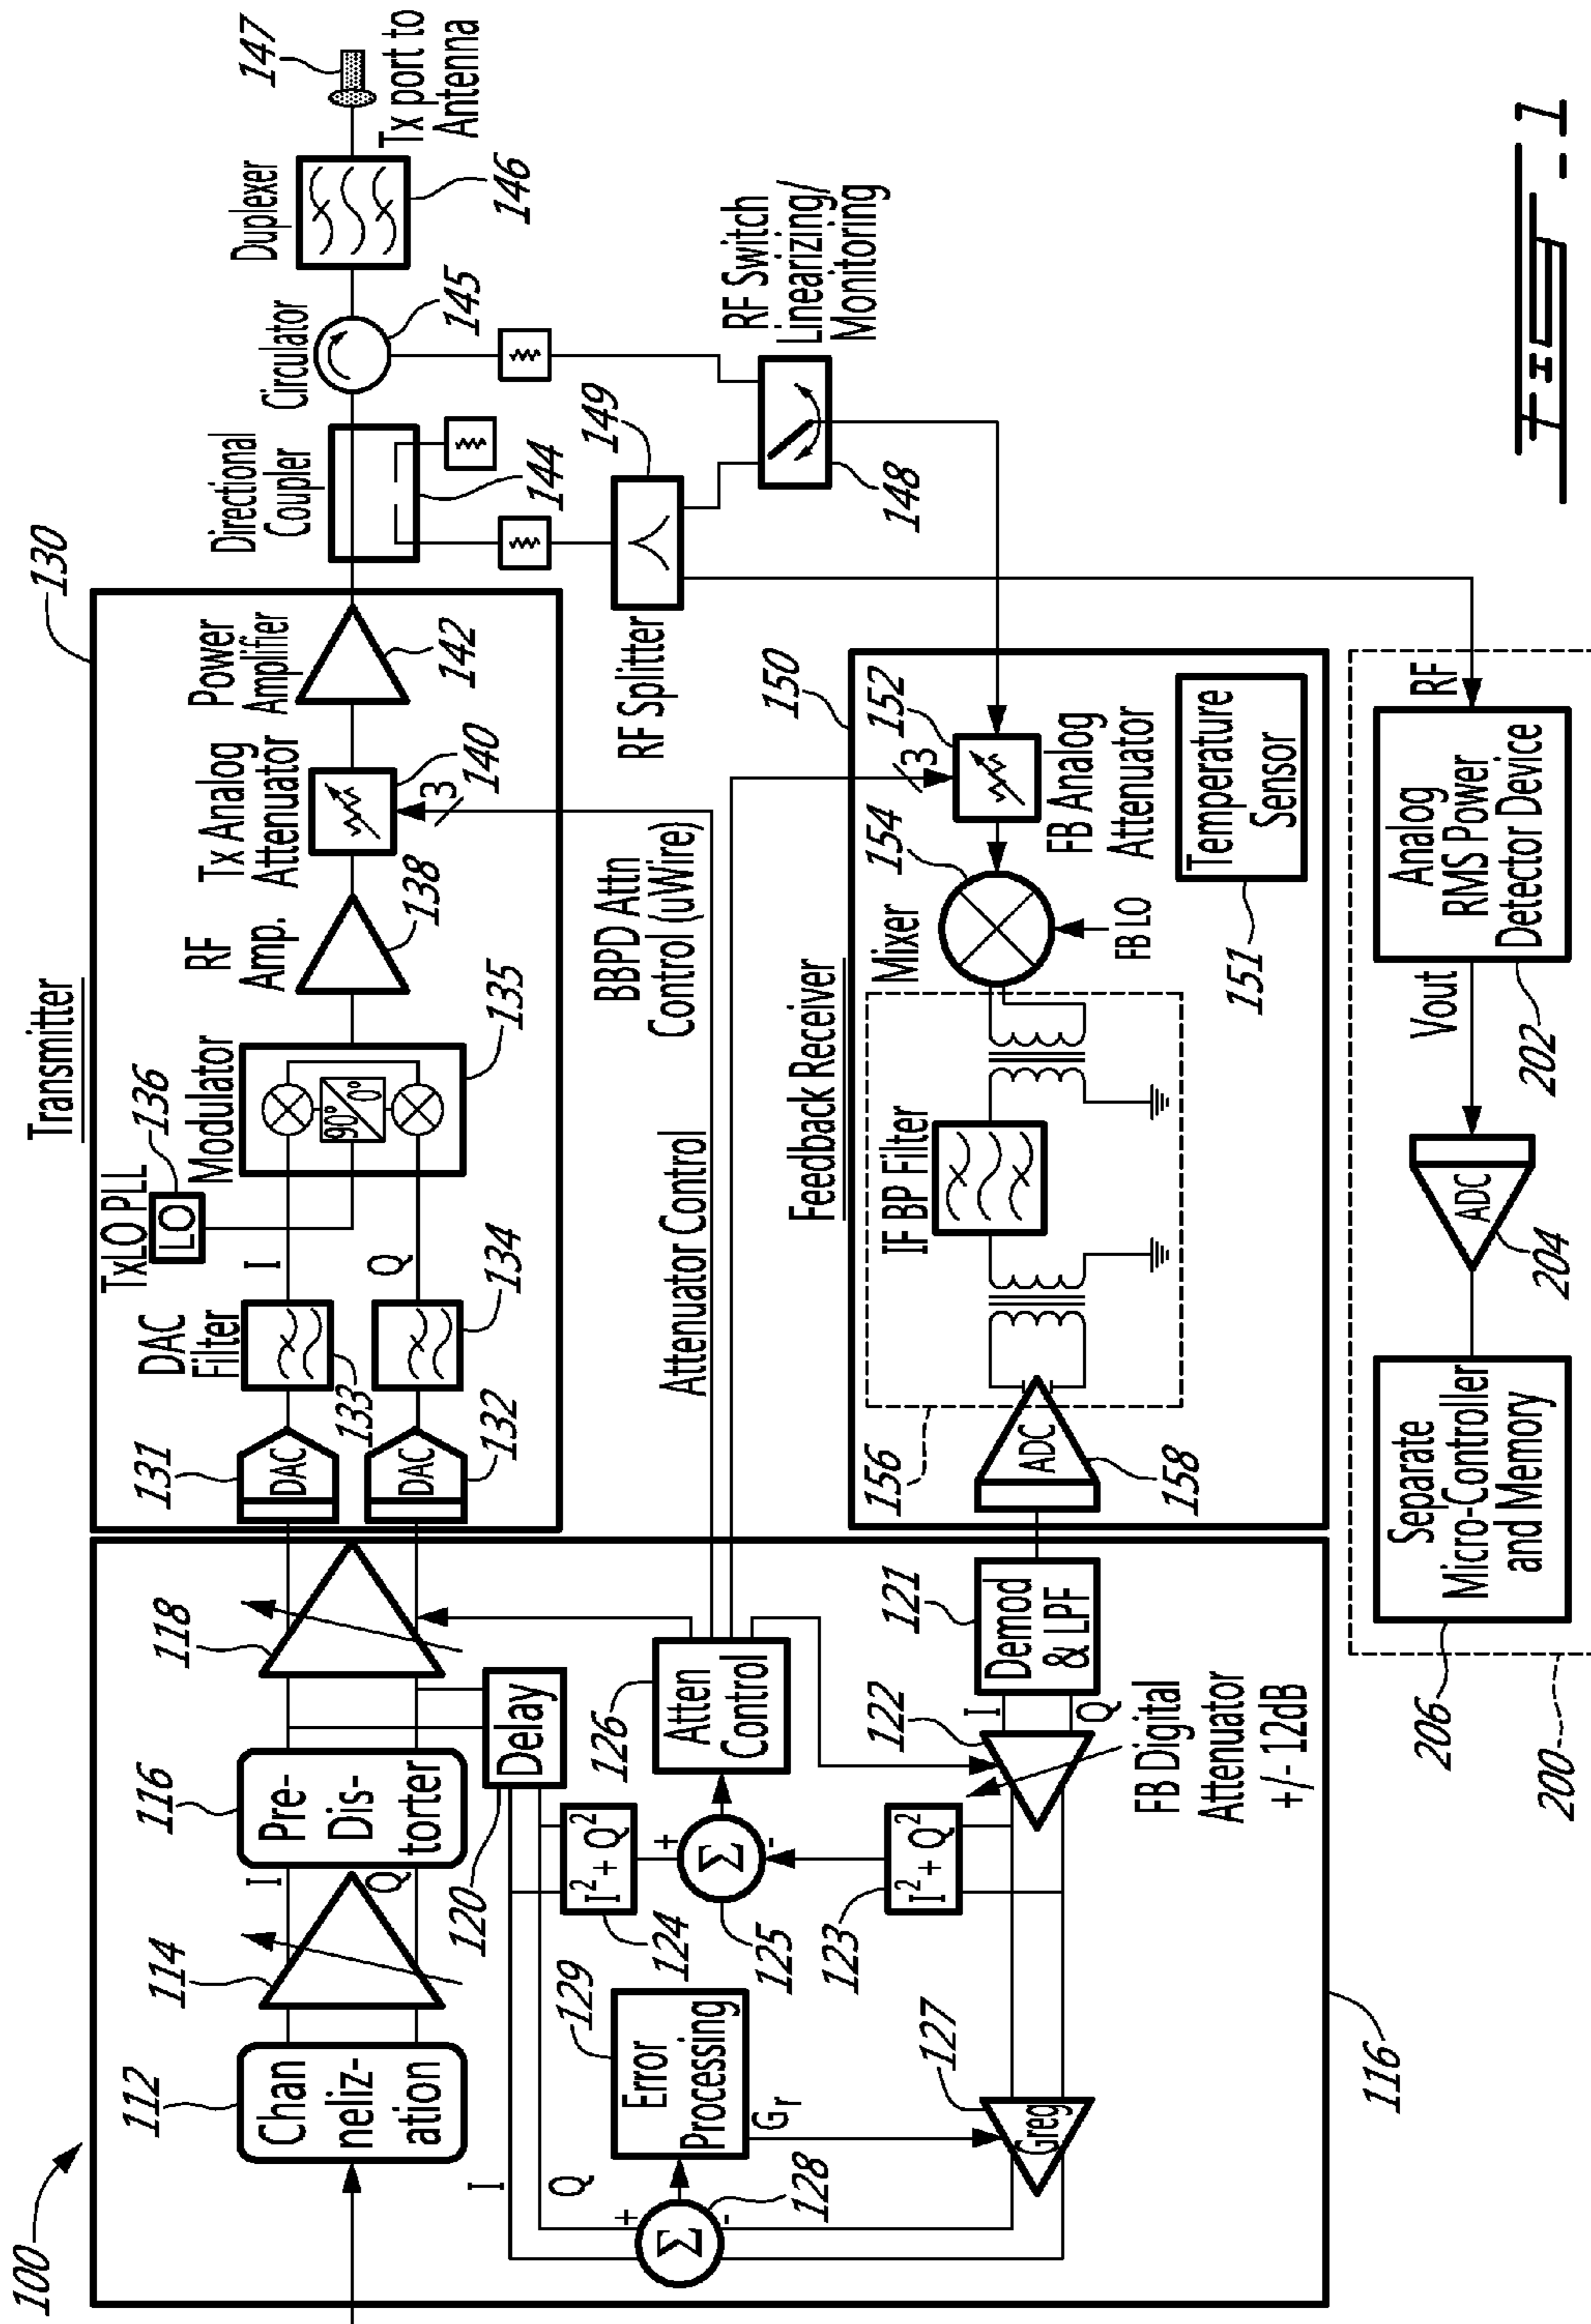 100
112
Chan
neliz-
ation
114
I
Q
116
Pre-
Dis-
torter
118
120
Delay
I
Q
124
I² + Q²
+
Σ
-
125
123
I² + Q²
126
Atten
Control
129
Error
Processing
Gr
+
Σ
-
128
127
Greg
122
I
Q
121
Demod
& LPF
FB Digital
Attenuator
+/- 12dB
116
Transmitter
130
131
DAC
DAC
132
DAC
Filter
133
134
I
Q
TxLO PLL
LO
136
Modulator
90°
0°
135
RF
Amp.
138
Tx Analog
Attenuator
140
3
Power
Amplifier
142
Attenuator Control
BBPD Attn
Control (uWire)
Directional
Coupler
144
Circulator
145
Duplexer
146
147
Tx port to
Antenna
RF Splitter
149
148
RF Switch
Linearizing/
Monitoring
Feedback Receiver
150
152
3
FB Analog
Attenuator
154
Mixer
FB LO
IF BP Filter
156
ADC
158
Temperature
Sensor
151
200
RF
Analog
RMS Power
Detector Device
202
Vout
ADC
204
Separate
Micro-Controller
and Memory
206
FIG - 1